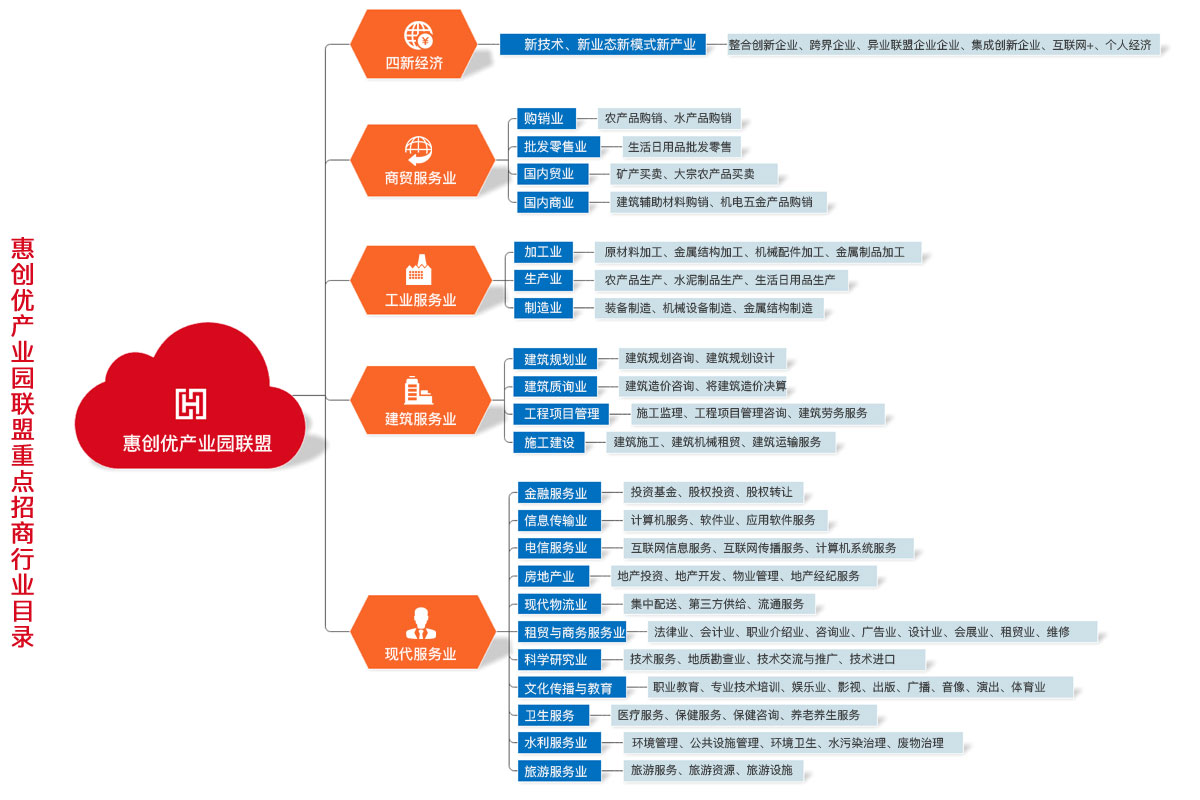 惠创优产业园联盟重点招商行业目录
惠创优产业园联盟
四新经济
新技术、新业态新模式新产业
整合创新企业、跨界企业、异业联盟企业企业、集成创新企业、互联网+、个人经济
商贸服务业
购销业
农产品购销、水产品购销
批发零售业
生活日用品批发零售
国内贸业
矿产买卖、大宗农产品买卖
国内商业
建筑辅助材料购销、机电五金产品购销
工业服务业
加工业
原材料加工、金属结构加工、机械配件加工、金属制品加工
生产业
农产品生产、水泥制品生产、生活日用品生产
制造业
装备制造、机械设备制造、金属结构制造
建筑服务业
建筑规划业
建筑规划咨询、建筑规划设计
建筑质询业
建筑造价咨询、将建筑造价决算
工程项目管理
施工监理、工程项目管理咨询、建筑劳务服务
施工建设
建筑施工、建筑机械租贸、建筑运输服务
现代服务业
金融服务业
投资基金、股权投资、股权转让
信息传输业
计算机服务、软件业、应用软件服务
电信服务业
互联网信息服务、互联网传播服务、计算机系统服务
房地产业
地产投资、地产开发、物业管理、地产经纪服务
现代物流业
集中配送、第三方供给、流通服务
租贸与商务服务业
法律业、会计业、职业介绍业、咨询业、广告业、设计业、会展业、租贸业、维修
科学研究业
技术服务、地质勘查业、技术交流与推广、技术进口
文化传播与教育
职业教育、专业技术培训、娱乐业、影视、出版、广播、音像、演出、体育业
卫生服务
医疗服务、保健服务、保健咨询、养老养生服务
水利服务业
环境管理、公共设施管理、环境卫生、水污染治理、废物治理
旅游服务业
旅游服务、旅游资源、旅游设施